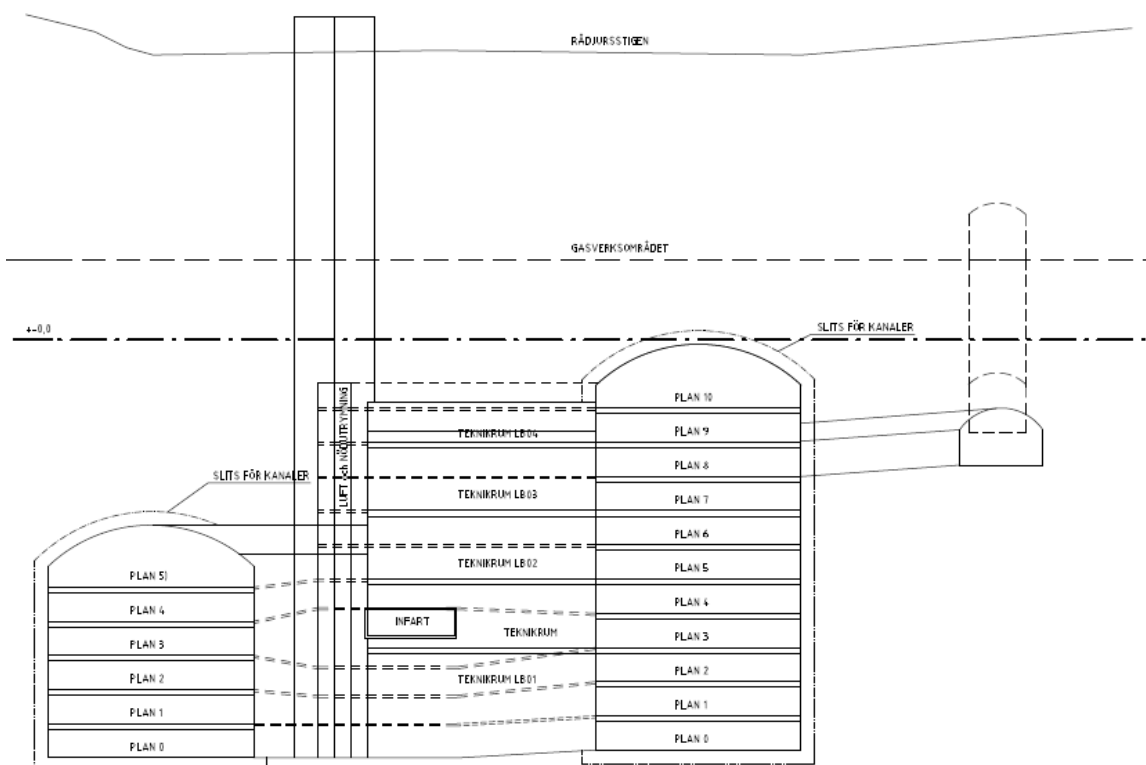 RÅDJURSSTIGEN
GASVERKSOMRÅDET
+-0,0
SLITS FÖR KANALER
LUFT och NÖDUTRYMNING
PLAN 10
TEKNIKRUM LB04
PLAN 9
PLAN 8
SLITS FÖR KANALER
TEKNIKRUM LB03
PLAN 7
PLAN 6
TEKNIKRUM LB02
PLAN 5
PLAN 5)
PLAN 4
PLAN 4
INFART
TEKNIKRUM
PLAN 3
PLAN 3
PLAN 2
TEKNIKRUM LB01
PLAN 2
PLAN 1
PLAN 1
PLAN 0
PLAN 0